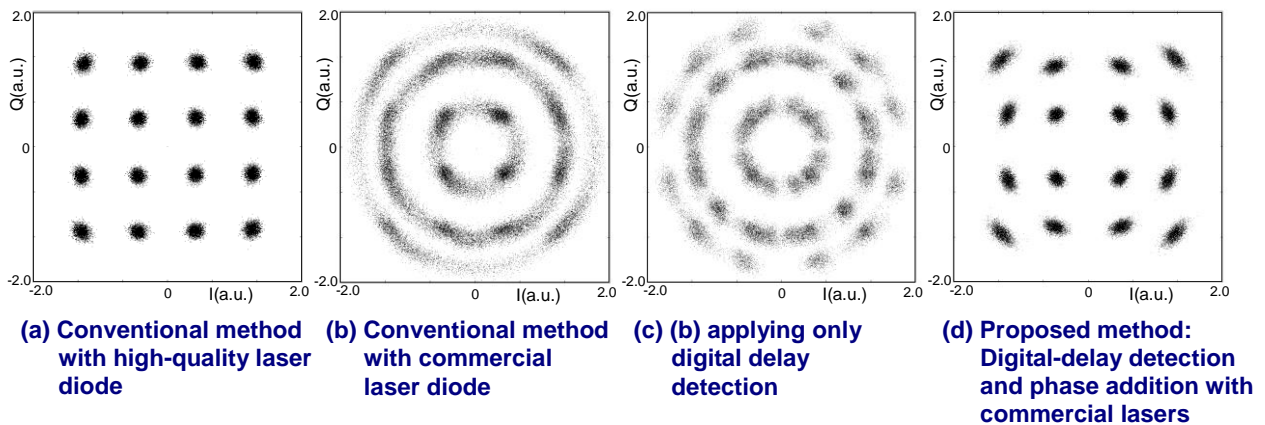 2.0
Q(a.u.)
0
-2.0
-2.0
0
I(a.u.)
2.0
(a) Conventional method
with high-quality laser
diode
2.0
Q(a.u.)
0
-2.0
-2.0
0
I(a.u.)
2.0
(b) Conventional method
with commercial
laser diode
2.0
Q(a.u.)
0
-2.0
-2.0
0
I(a.u.)
2.0
(c) (b) applying only
digital delay
detection
2.0
Q(a.u.)
0
-2.0
-2.0
0
I(a.u.)
2.0
(d) Proposed method:
Digital-delay detection
and phase addition with
commercial lasers